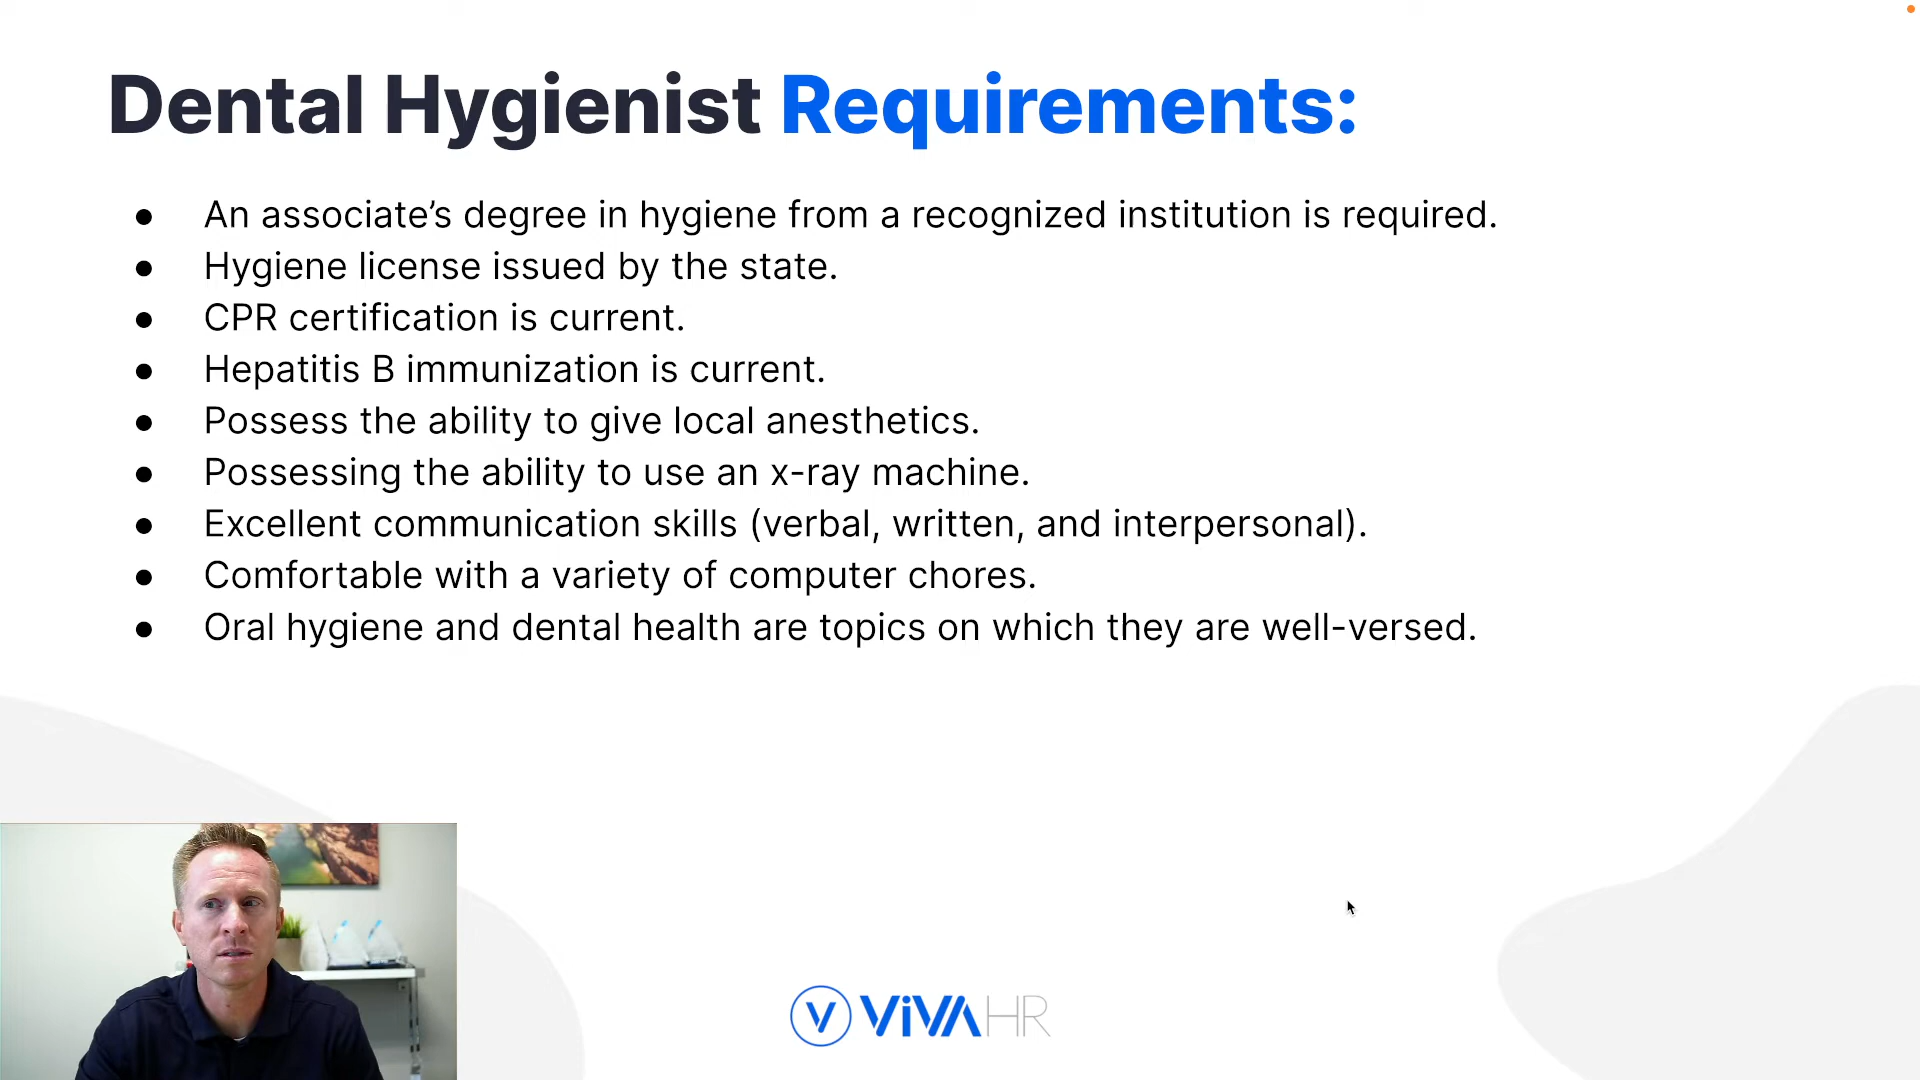 Dental Hygienist Requirements:
● An associate’s degree in hygiene from a recognized institution is required.
● Hygiene license issued by the state.
● CPR certification is current.
● Hepatitis B immunization is current.
● Possess the ability to give local anesthetics.
● Possessing the ability to use an x-ray machine.
● Excellent communication skills (verbal, written, and interpersonal).
● Comfortable with a variety of computer chores.
● Oral hygiene and dental health are topics on which they are well-versed.
V ViVAHR